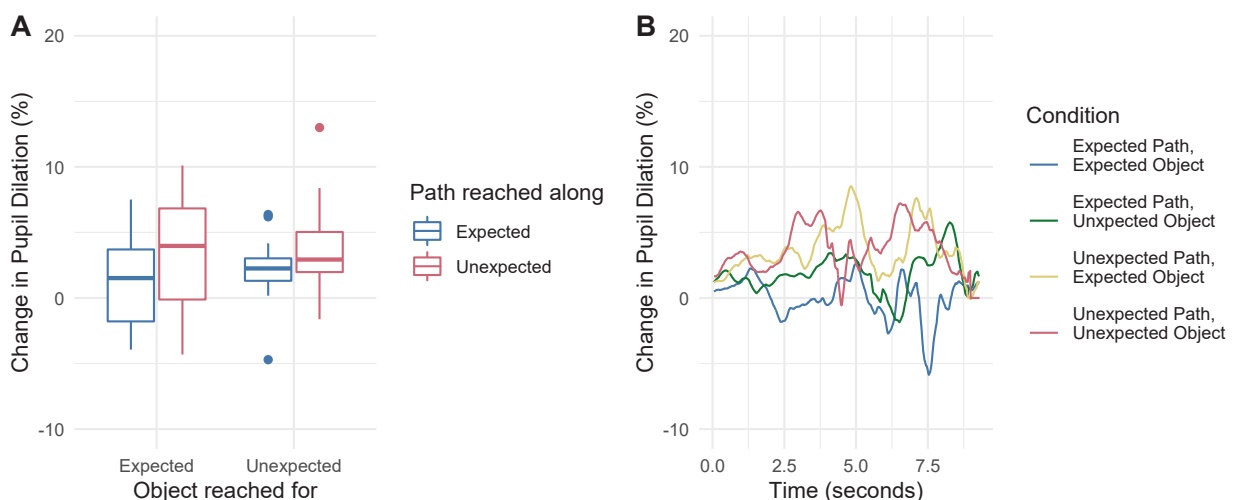 A
Change in Pupil Dilation (%)
20
10
0
-10
Expected
Unexpected
Object reached for
Path reached along
Expected
Unexpected
B
Change in Pupil Dilation (%)
20
10
0
-10
0.0
2.5
5.0
7.5
Time (seconds)
Condition
Expected Path,
Expected Object
Expected Path,
Unxpected Object
Unexpected Path,
Expected Object
Unexpected Path,
Unexpected Object